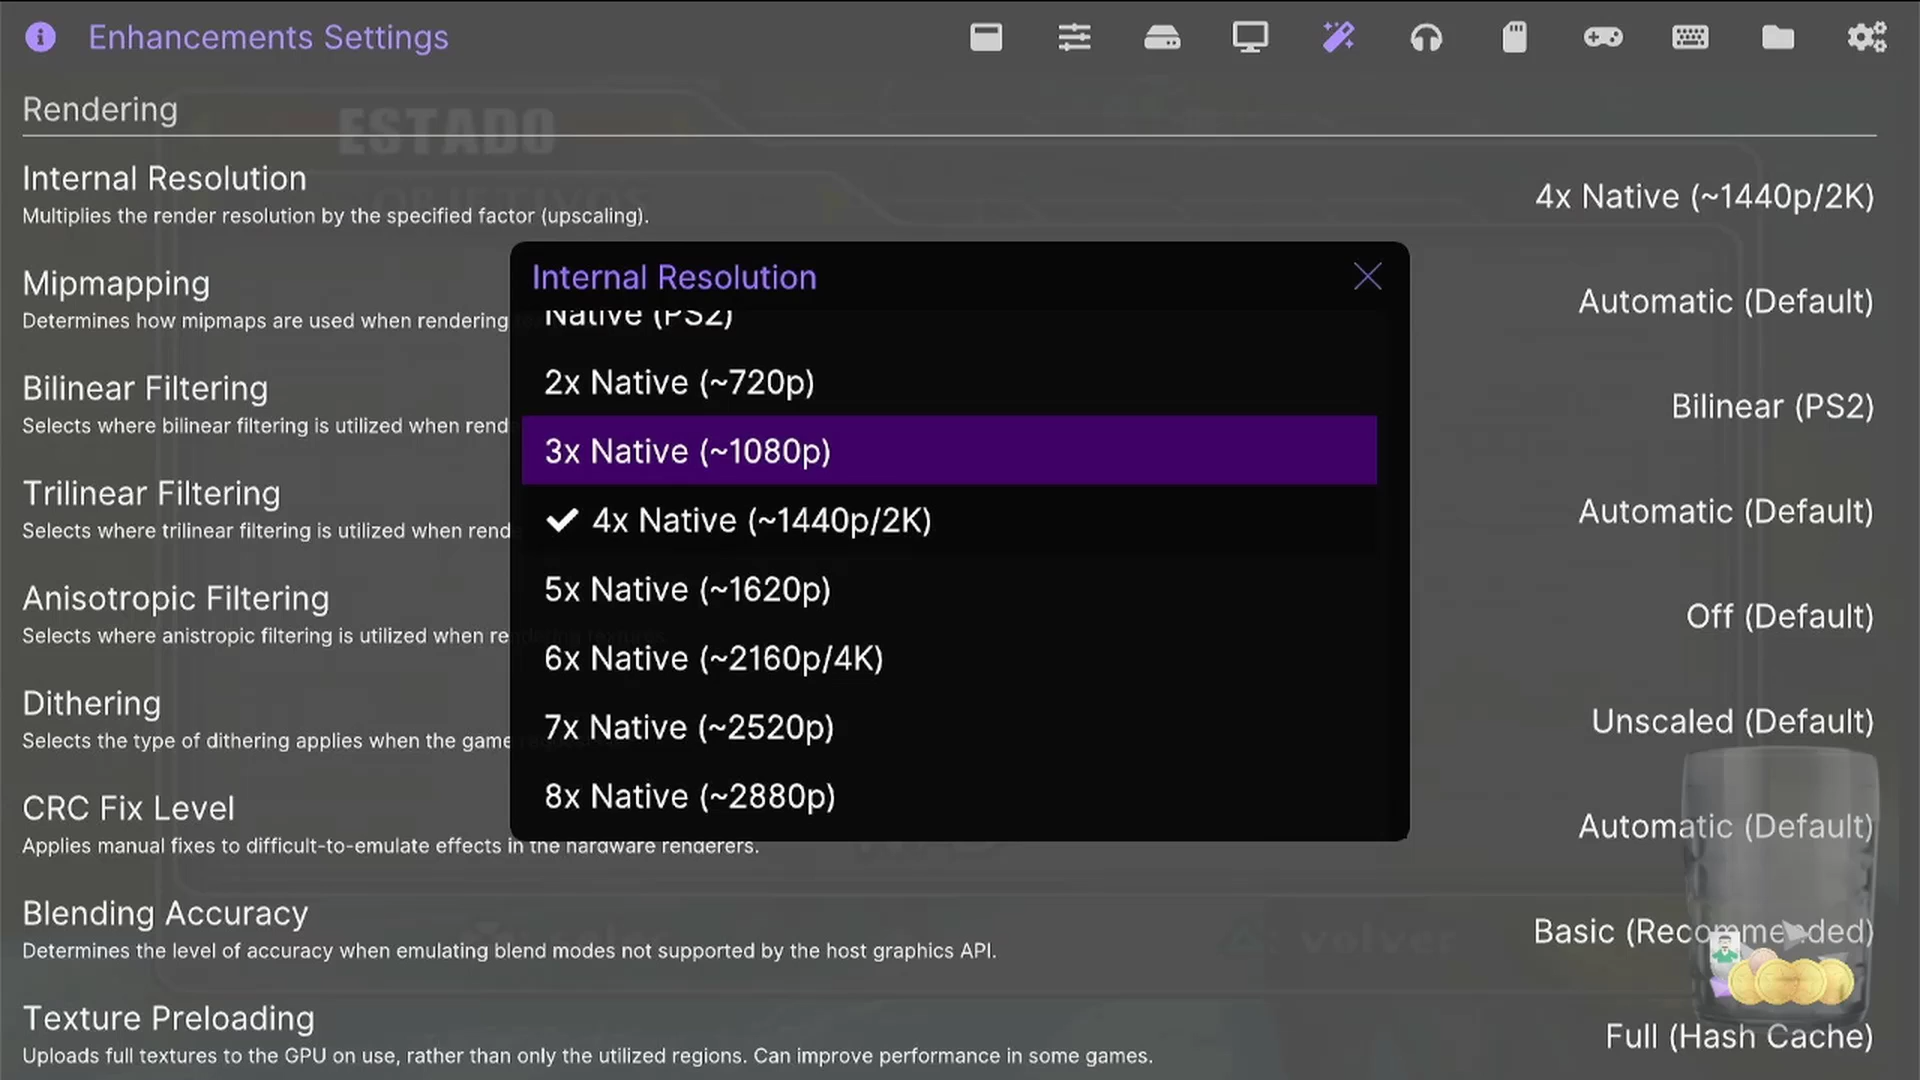 Enhancements Settings
Rendering
ESTADO
OBJETIVOS
Internal Resolution
Multiplies the render resolution by the specified factor (upscaling).
4x Native (~1440p/2K)
Mipmapping
Determines how mipmaps are used when rendering
Automatic (Default)
Bilinear Filtering
Selects where bilinear filtering is utilized when rend
Bilinear (PS2)
Trilinear Filtering
Selects where trilinear filtering is utilized when rende
Automatic (Default)
Anisotropic Filtering
Selects where anistropic filtering is utilized when rendering textures.
Off (Default)
Dithering
Selects the type of dithering applies when the game
Unscaled (Default)
CRC Fix Level
Applies manual fixes to difficult-to-emulate effects in the hardware renderers.
Automatic (Default)
Blending Accuracy
Determines the level of accuracy when emulating blend modes not supported by the host graphics API.
Basic (Recommended)
volver
Texture Preloading
Uploads full textures to the GPU on use, rather than only the utilized regions. Can improve performance in some games.
Full (Hash Cache)
Internal Resolution
Native (PS2)
2x Native (~720p)
3x Native (~1080p)
4x Native (~1440p/2K)
5x Native (~1620p)
6x Native (~2160p/4K)
7x Native (~2520p)
8x Native (~2880p)